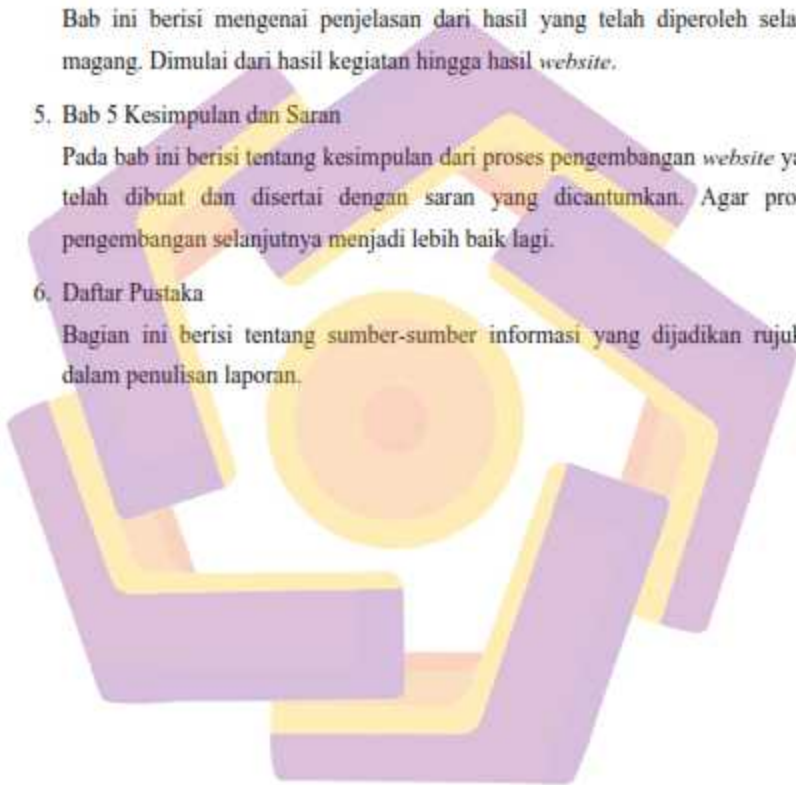 Bab ini berisi mengenai penjelasan dari hasil yang telah diperoleh sela
magang. Dimulai dari hasil kegiatan hingga hasil website.
5. Bab 5 Kesimpulan dan Saran
Pada bab ini berisi tentang kesimpulan dari proses pengembangan website ya
telah dibuat dan disertai dengan saran yang dicantumkan. Agar pro
pengembangan selanjutnya menjadi lebih baik lagi.
6. Daftar Pustaka
Bagian ini berisi tentang sumber-sumber informasi yang dijadikan rujuk
dalam penulisan laporan.